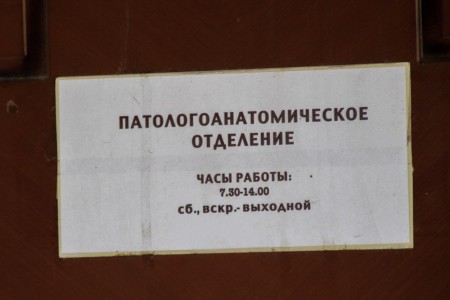 ПАТОЛОГОАНАТОМИЧЕСКОЕ
ОТДЕЛЕНИЕ
ЧАСЫ РАБОТЫ:
7.30-14.00
сб., вскр.- выходной